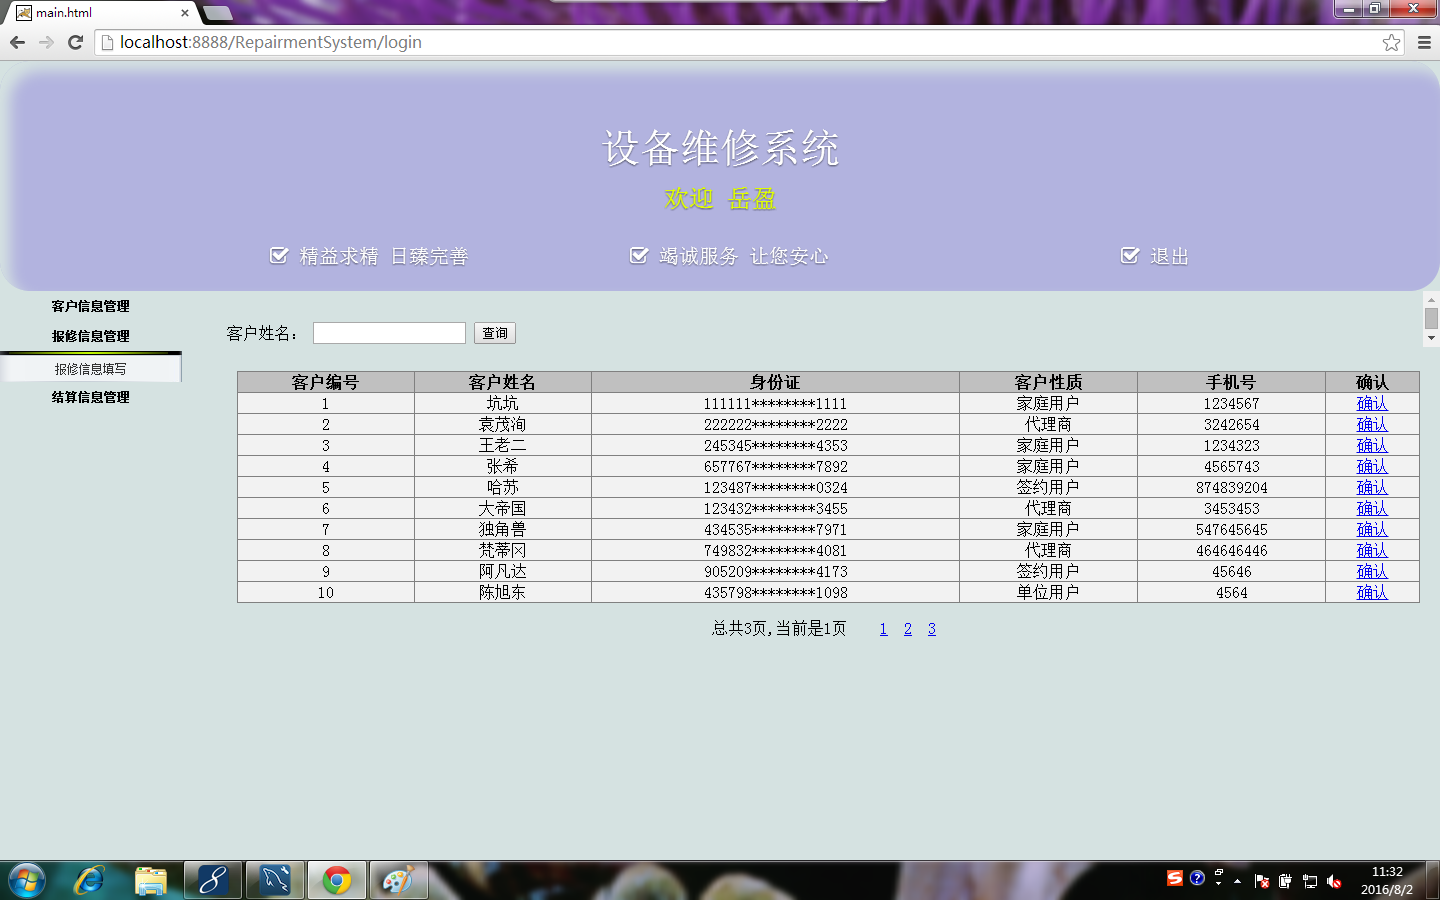 main.html
localhost:8888/RepairmentSystem/login
设备维修系统
欢迎 岳盈
精益求精 日臻完善 竭诚服务 让您安心 退出
客户信息管理
报修信息管理
报修信息填写
结算信息管理
客户姓名： 查询
客户编号 客户姓名 身份证 客户性质 手机号 确认
1 坑坑 111111********1111 家庭用户 1234567 确认
2 袁茂洵 222222********2222 代理商 3242654 确认
3 王老二 245345********4353 家庭用户 1234323 确认
4 张希 657767********7892 家庭用户 4565743 确认
5 哈苏 123487********0324 签约用户 874839204 确认
6 大帝国 123432********3455 代理商 3453453 确认
7 独角兽 434535********7971 家庭用户 547645645 确认
8 梵蒂冈 749832********4081 代理商 464646446 确认
9 阿凡达 905209********4173 签约用户 45646 确认
10 陈旭东 435798********1098 单位用户 4564 确认
总共3页,当前是1页 1 2 3
11:32
2016/8/2